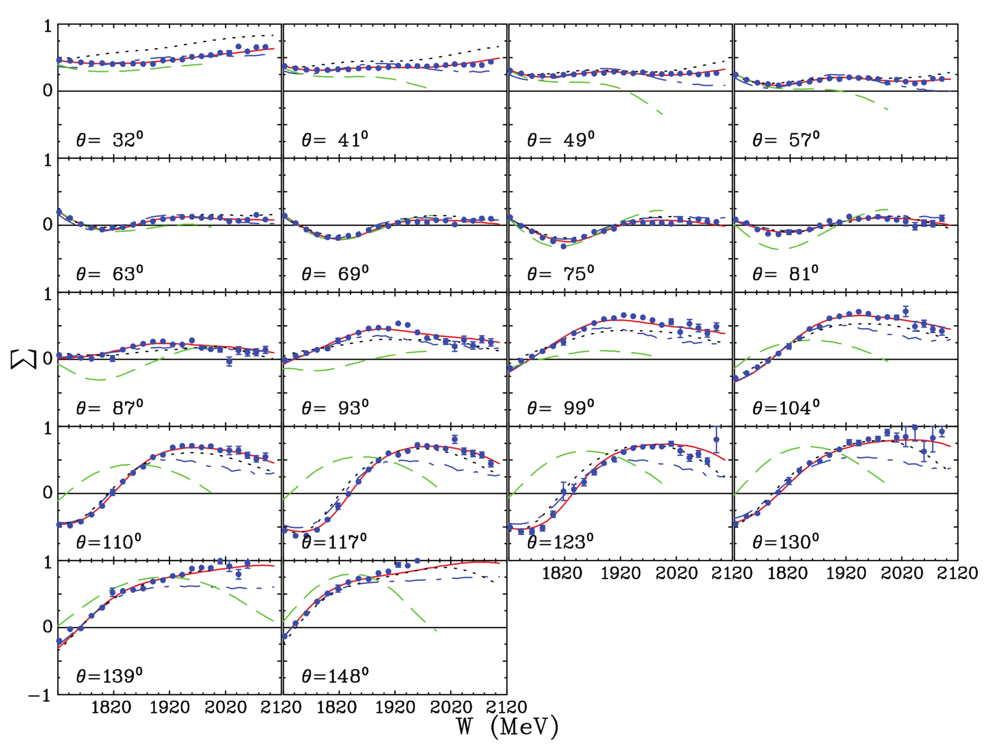 1
0
θ= 32⁰
θ= 41⁰
θ= 49⁰
θ= 57⁰
1
0
θ= 63⁰
θ= 69⁰
θ= 75⁰
θ= 81⁰
1
Σ 0
θ= 87⁰
θ= 93⁰
θ= 99⁰
θ=104⁰
1
0
θ=110⁰
θ=117⁰
θ=123⁰
θ=130⁰
1
1820 1920 2020 2120 1820 1920 2020 2120
0
θ=139⁰
θ=148⁰
−1
1820 1920 2020 2120 1820 1920 2020 2120
W (MeV)